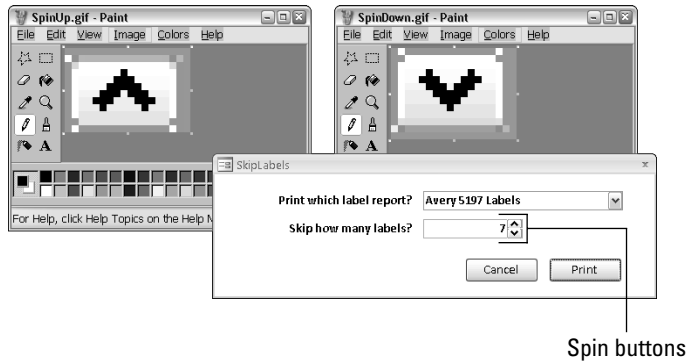 SpinUp.gif - Paint
File Edit View Image Colors Help
A
For Help, click Help Topics on the Help
SpinDown.gif - Paint
File Edit View Image Colors Help
A
SkipLabels
Print which label report? Avery 5197 Labels
Skip how many labels? 7
Cancel Print
Spin buttons